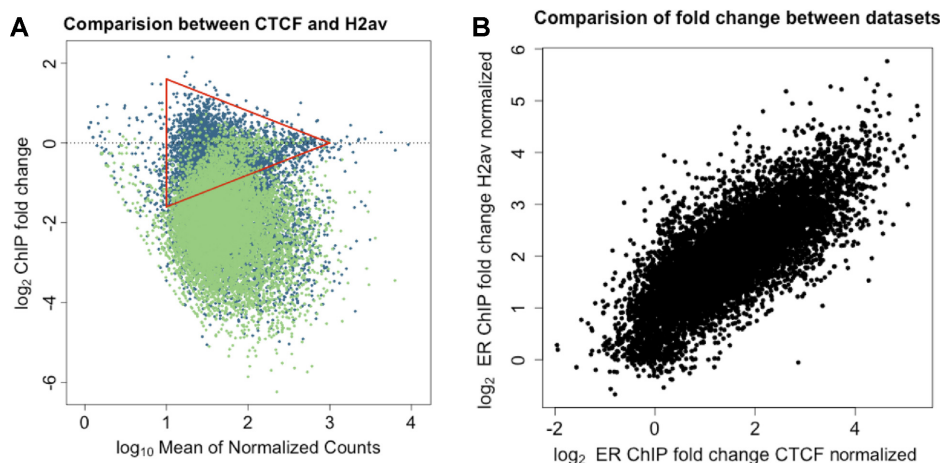 A
Comparision between CTCF and H2av
log₂ ChIP fold change
2
0
-2
-4
-6
0 1 2 3 4
log₁₀ Mean of Normalized Counts
B
Comparision of fold change between datasets
log₂ ER ChIP fold change H2av normalized
6
5
4
3
2
1
0
-2 0 2 4
log₂ ER ChIP fold change CTCF normalized